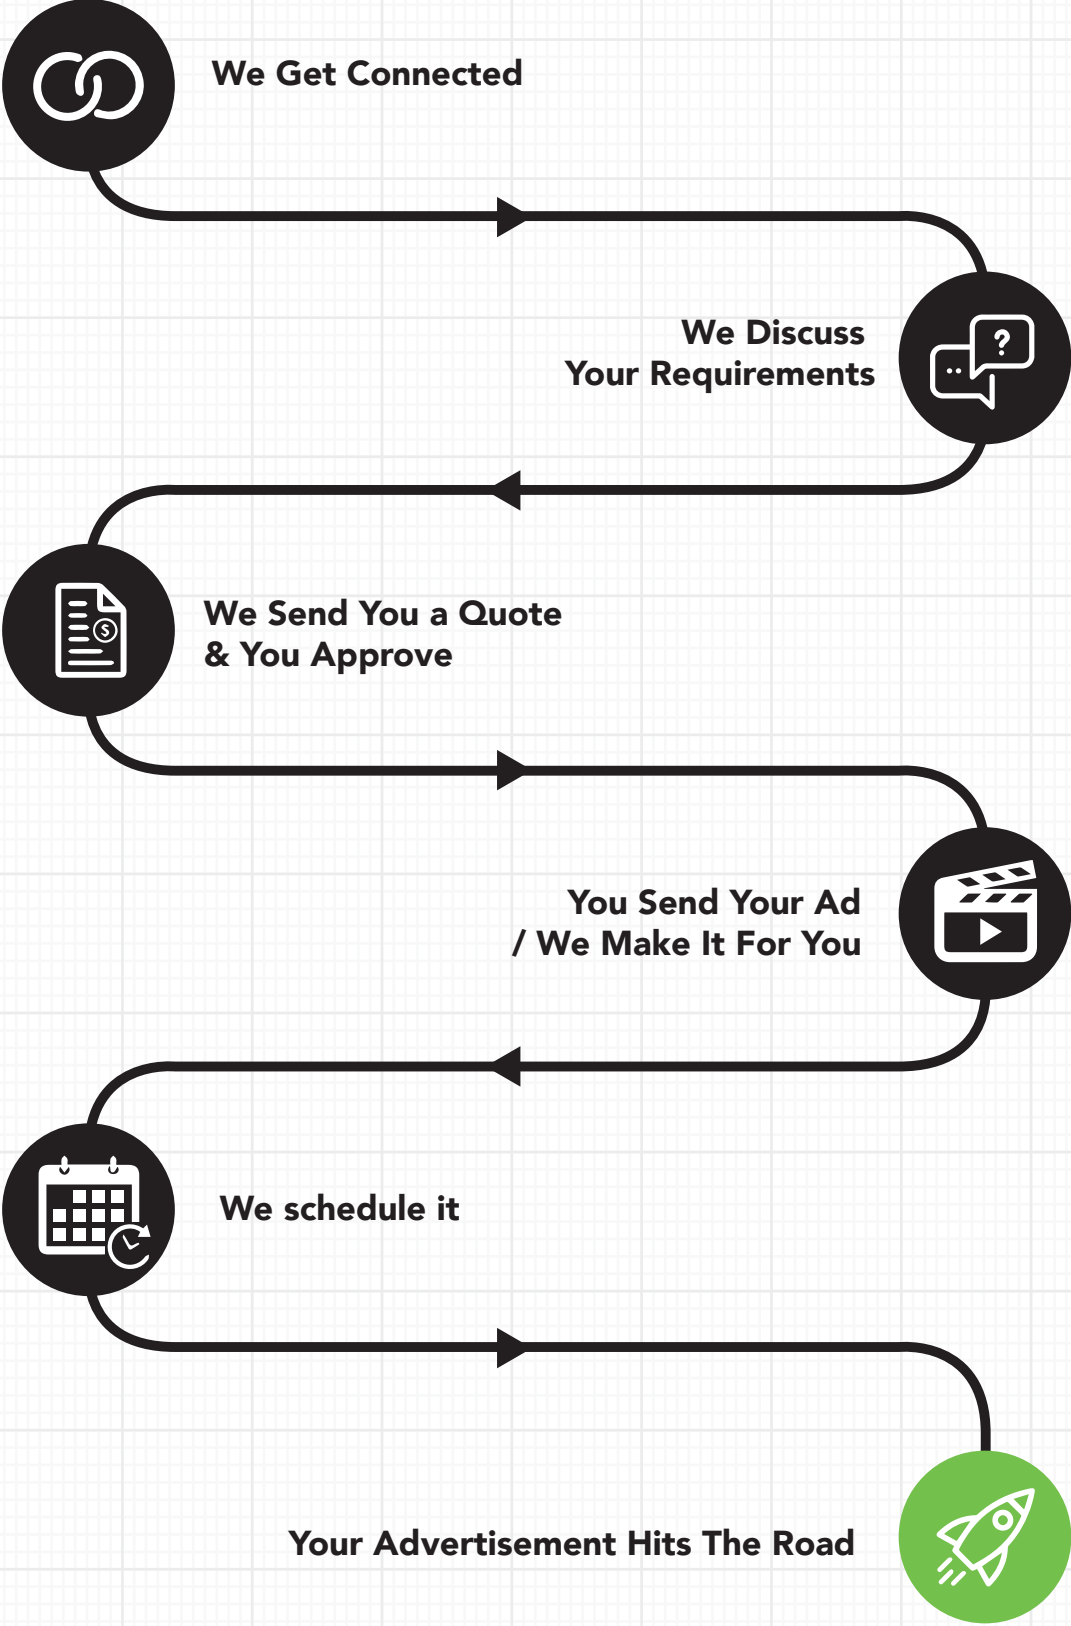 We Get Connected
We Discuss
Your Requirements
We Send You a Quote
& You Approve
You Send Your Ad
/ We Make It For You
We schedule it
Your Advertisement Hits The Road